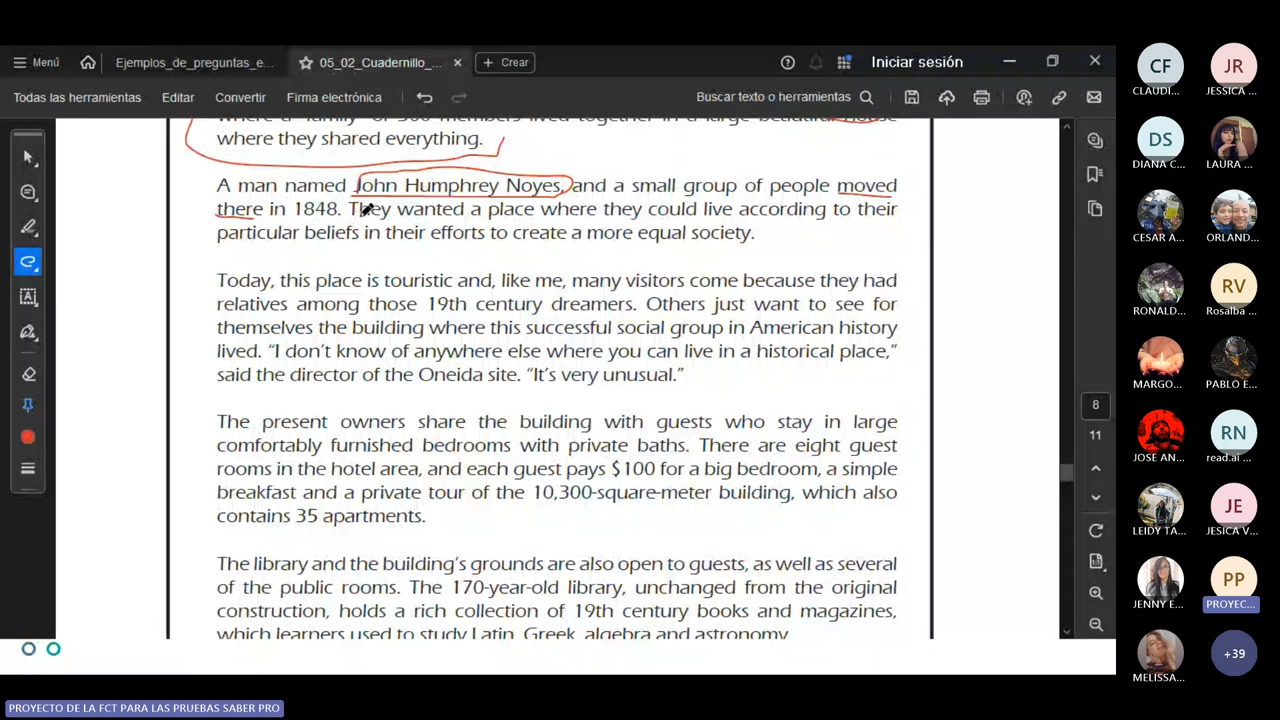 Menú
Ejemplos_de_preguntas_e...
05_02_Cuadernillo_...
Crear
Iniciar sesión
Todas las herramientas
Editar
Convertir
Firma electrónica
Buscar texto o herramientas
where they shared everything.
A man named John Humphrey Noyes, and a small group of people moved
there in 1848. They wanted a place where they could live according to their
particular beliefs in their efforts to create a more equal society.
Today, this place is touristic and, like me, many visitors come because they had
relatives among those 19th century dreamers. Others just want to see for
themselves the building where this successful social group in American history
lived. “I don’t know of anywhere else where you can live in a historical place,”
said the director of the Oneida site. “It’s very unusual.”
The present owners share the building with guests who stay in large
comfortably furnished bedrooms with private baths. There are eight guest
rooms in the hotel area, and each guest pays $100 for a big bedroom, a simple
breakfast and a private tour of the 10,300-square-meter building, which also
contains 35 apartments.
The library and the building’s grounds are also open to guests, as well as several
of the public rooms. The 170-year-old library, unchanged from the original
construction, holds a rich collection of 19th century books and magazines,
which learners used to study Latin, Greek, algebra and astronomy.
8
11
CF
CLAUDI...
JR
JESSICA ...
DS
DIANA C...
LAURA ...
CESAR A...
ORLAND...
RONALD...
RV
Rosalba ...
MARGO...
PABLO E...
JOSE AN...
RN
read.ai ...
LEIDY TA...
JE
JESICA V...
JENNY E...
PP
PROYEC...
MELISSA...
+39
PROYECTO DE LA FCT PARA LAS PRUEBAS SABER PRO